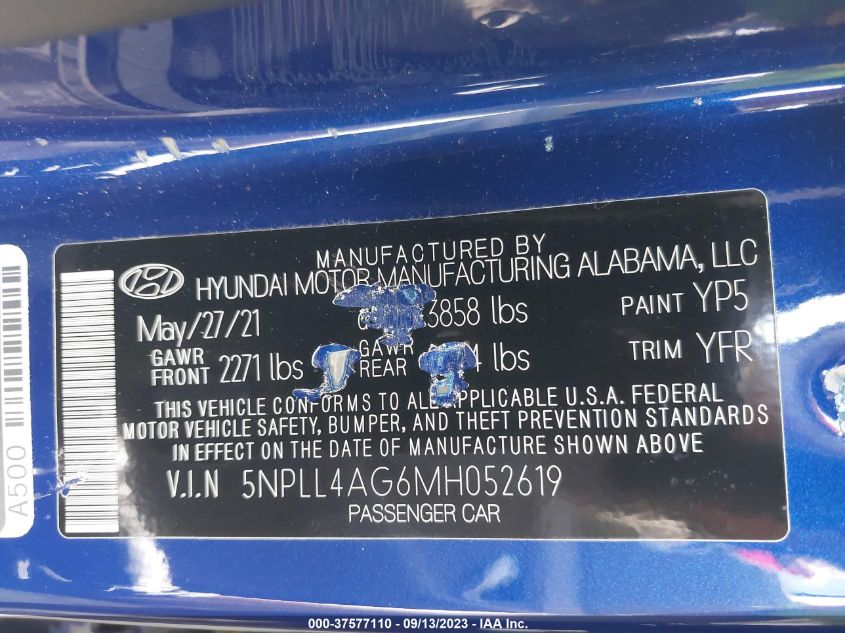 MANUFACTURED BY
HYUNDAI MOTOR MANUFACTURING ALABAMA, LLC
May/27/21 3858 lbs PAINT YP5
GAWR FRONT 2271 lbs GAWR REAR lbs TRIM YFR
THIS VEHICLE CONFORMS TO ALL APPLICABLE U.S.A. FEDERAL
MOTOR VEHICLE SAFETY, BUMPER, AND THEFT PREVENTION STANDARDS
IN EFFECT ON THE DATE OF MANUFACTURE SHOWN ABOVE
V.I.N 5NPLL4AG6MH052619
PASSENGER CAR
A500
000-37577110 - 09/13/2023 - IAA Inc.